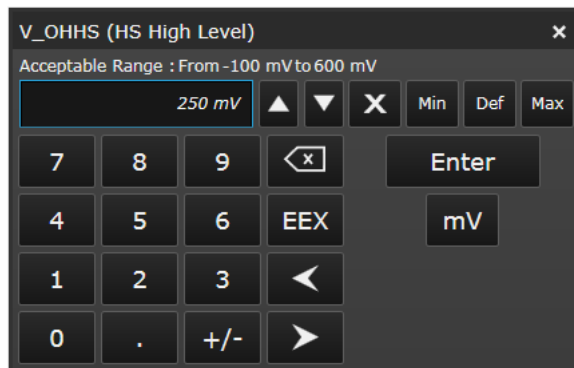 V_OHHS (HS High Level) ×
Acceptable Range : From -100 mV to 600 mV
250 mV ▲ ▼ X Min Def Max
7 8 9 Enter
4 5 6 EEX mV
1 2 3
0 . +/-